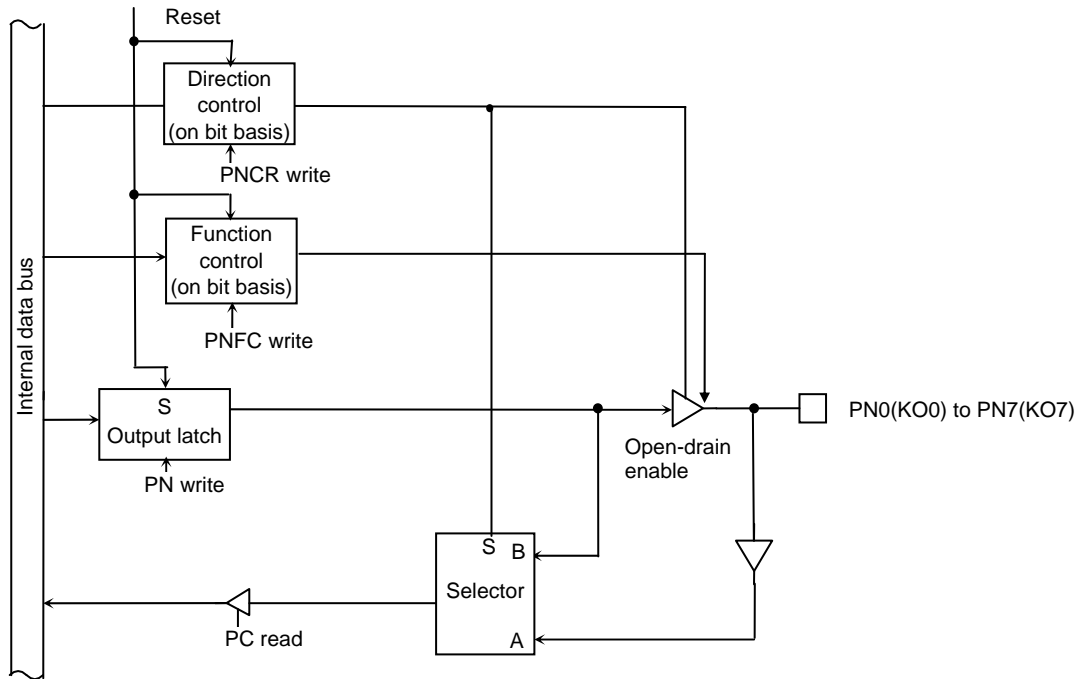 Reset
Direction
control
(on bit basis)
PNCR write
Function
control
(on bit basis)
PNFC write
Internal data bus
S
Output latch
PN write
Open-drain
enable
PN0(KO0) to PN7(KO7)
S
B
Selector
A
PC read